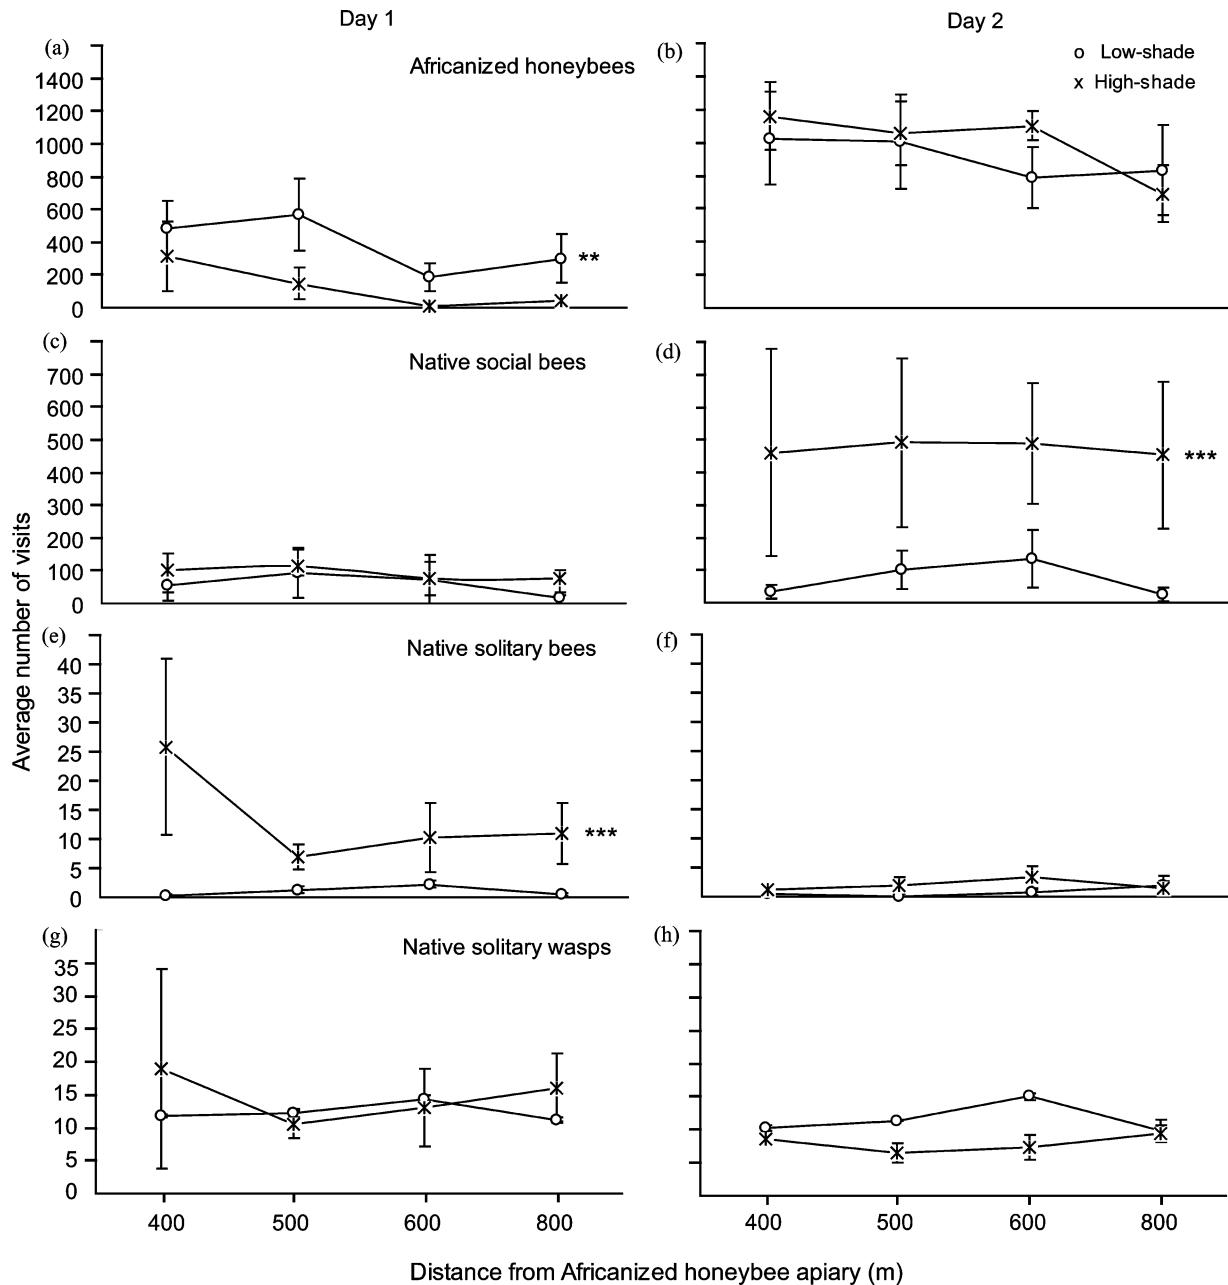 Day 1
Day 2
(a)
Africanized honeybees
(b)
o Low-shade
x High-shade
1400
1200
1000
800
600
400
200
0
**
(c)
Native social bees
(d)
700
600
500
400
300
200
100
0
***
(e)
Native solitary bees
(f)
40
35
30
25
20
15
10
5
0
***
(g)
Native solitary wasps
(h)
35
30
25
20
15
10
5
0
400 500 600 800
400 500 600 800
Average number of visits
Distance from Africanized honeybee apiary (m)